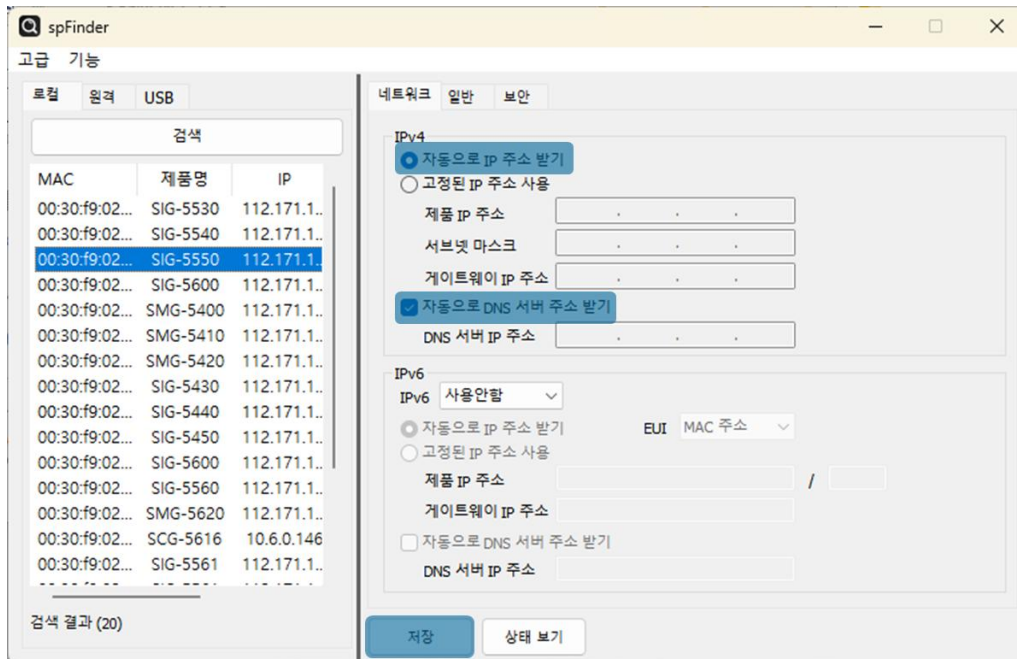 spFinder
고급 기능
로컬 원격 USB
검색
MAC 제품명 IP
00:30:f9:02... SIG-5530 112.171.1..
00:30:f9:02... SIG-5540 112.171.1..
00:30:f9:02... SIG-5550 112.171.1..
00:30:f9:02... SIG-5600 112.171.1..
00:30:f9:02... SMG-5400 112.171.1..
00:30:f9:02... SMG-5410 112.171.1..
00:30:f9:02... SMG-5420 112.171.1..
00:30:f9:02... SIG-5430 112.171.1..
00:30:f9:02... SIG-5440 112.171.1..
00:30:f9:02... SIG-5450 112.171.1..
00:30:f9:02... SIG-5600 112.171.1..
00:30:f9:02... SIG-5560 112.171.1..
00:30:f9:02... SMG-5620 112.171.1..
00:30:f9:02... SCG-5616 10.6.0.146
00:30:f9:02... SIG-5561 112.171.1..
검색 결과 (20)
네트워크 일반 보안
IPv4
자동으로 IP 주소 받기
고정된 IP 주소 사용
제품 IP 주소 . . .
서브넷 마스크 . . .
게이트웨이 IP 주소 . . .
자동으로 DNS 서버 주소 받기
DNS 서버 IP 주소 . . .
IPv6
IPv6 사용안함
자동으로 IP 주소 받기 EUI MAC 주소
고정된 IP 주소 사용
제품 IP 주소 /
게이트웨이 IP 주소
자동으로 DNS 서버 주소 받기
DNS 서버 IP 주소
저장 상태 보기